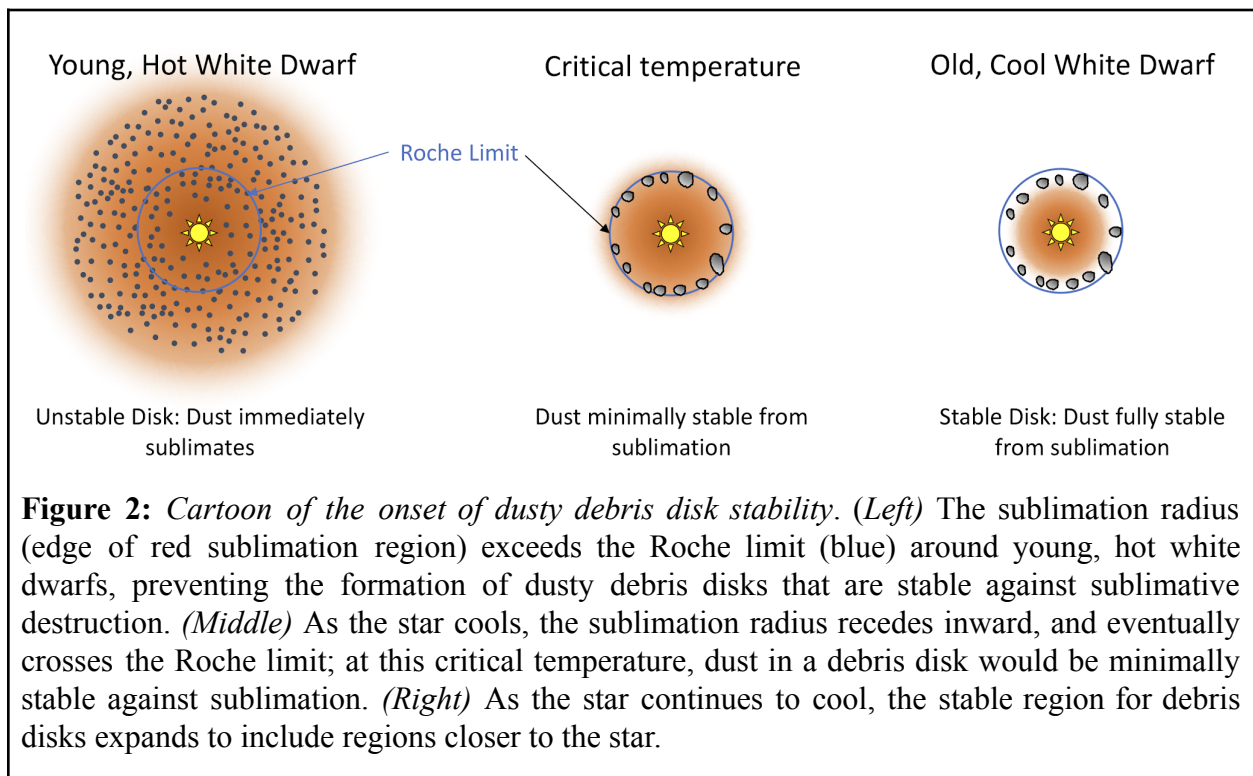 Young, Hot White Dwarf
Critical temperature
Old, Cool White Dwarf
Roche Limit
Unstable Disk: Dust immediately
sublimates
Dust minimally stable from
sublimation
Stable Disk: Dust fully stable
from sublimation
Figure 2: Cartoon of the onset of dusty debris disk stability. (Left) The sublimation radius
(edge of red sublimation region) exceeds the Roche limit (blue) around young, hot white
dwarfs, preventing the formation of dusty debris disks that are stable against sublimative
destruction. (Middle) As the star cools, the sublimation radius recedes inward, and eventually
crosses the Roche limit; at this critical temperature, dust in a debris disk would be minimally
stable against sublimation. (Right) As the star continues to cool, the stable region for debris
disks expands to include regions closer to the star.